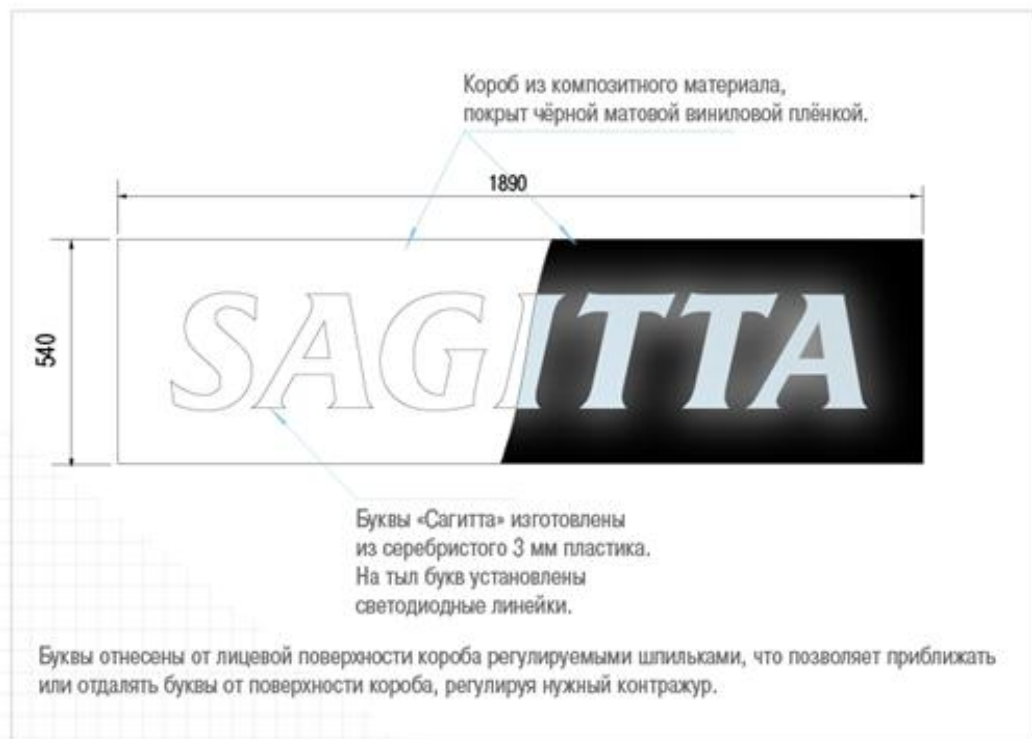 Короб из композитного материала,
покрыт чёрной матовой виниловой плёнкой.
1890
540
SAGITTA
Буквы «Сагитта» изготовлены
из серебристого 3 мм пластика.
На тыл букв установлены
светодиодные линейки.
Буквы отнесены от лицевой поверхности короба регулируемыми шпильками, что позволяет приближать
или отдалять буквы от поверхности короба, регулируя нужный контражур.